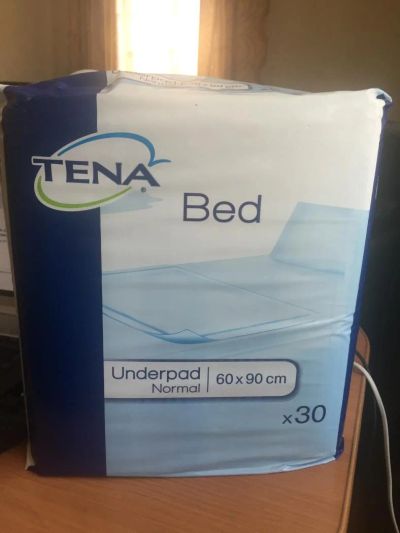 TENA
Bed
Underpad
Normal
60 x 90 cm
x30